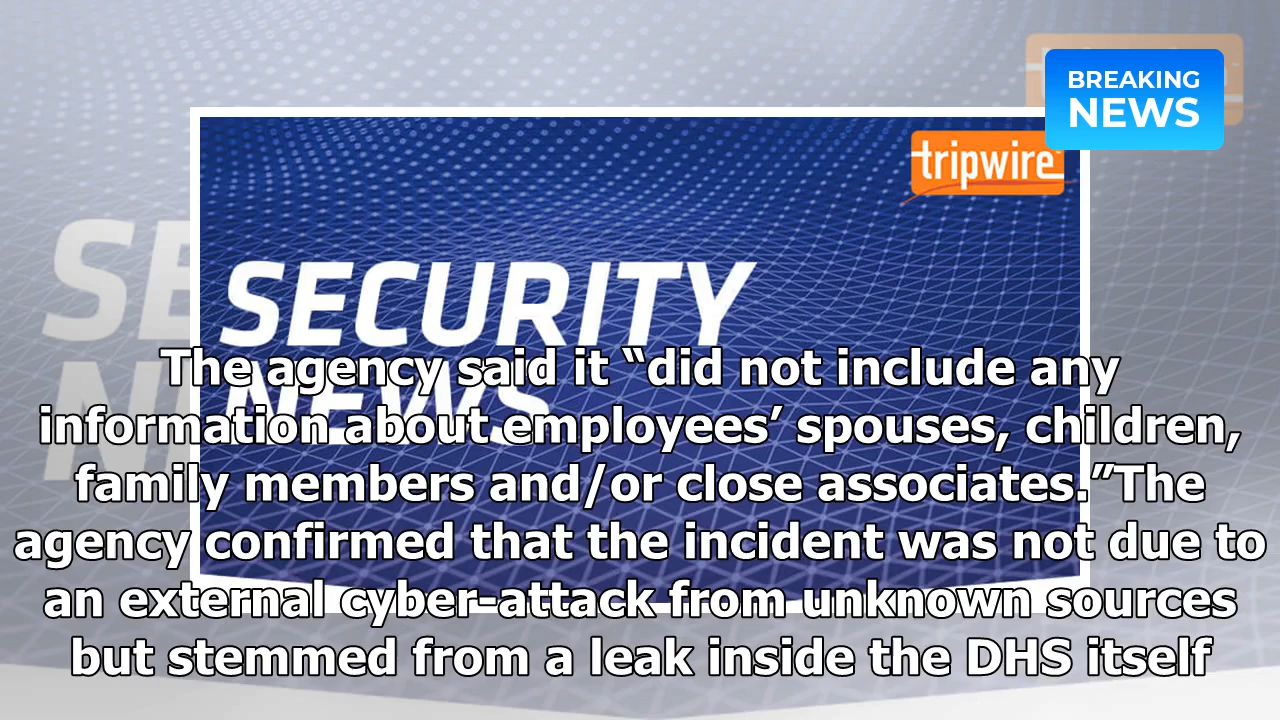 BREAKING
NEWS
tripwire
SECURITY
NEWS
The agency said it “did not include any
information about employees’ spouses, children,
family members and/or close associates.”The
agency confirmed that the incident was not due to
an external cyber-attack from unknown sources
but stemmed from a leak inside the DHS itself